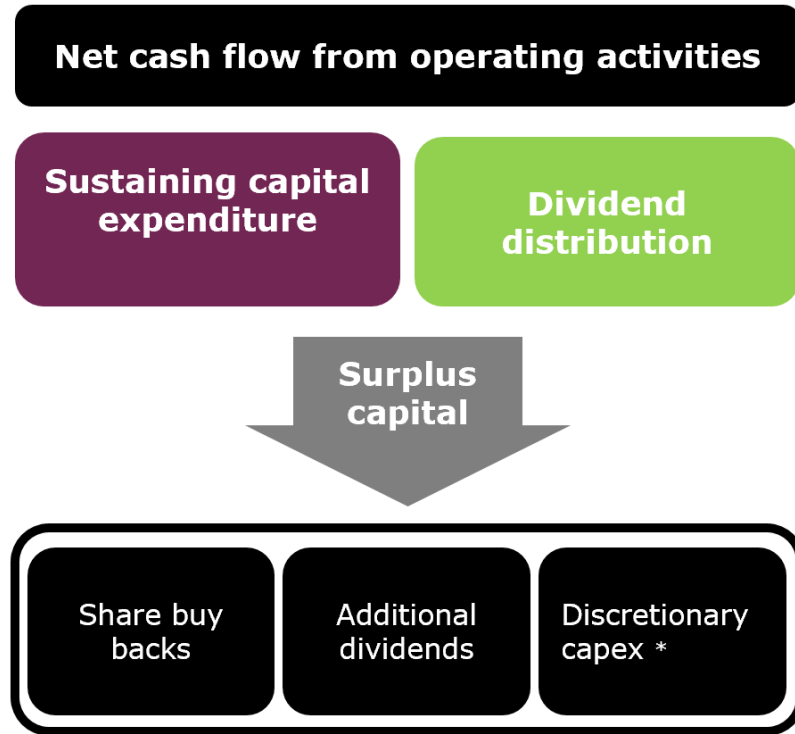 Net cash flow from operating activities
Sustaining capital
expenditure
Dividend
distribution
Surplus
capital
Share buy
backs
Additional
dividends
Discretionary
capex *